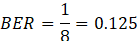 BER = 1/8 = 0.125